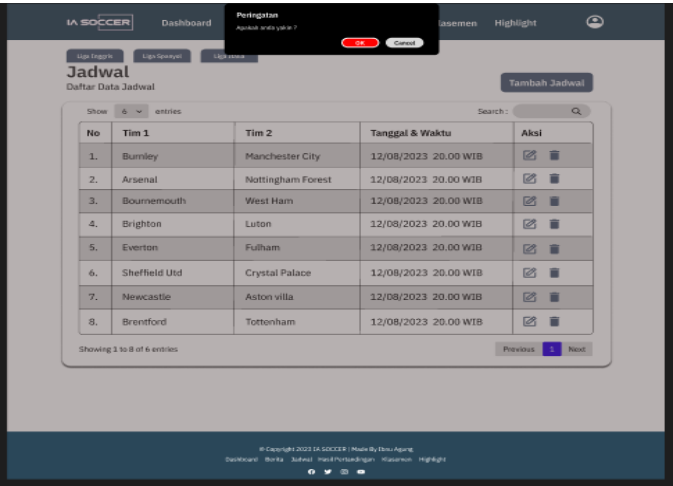 IA SOCCER Dashboard lasemen Highlight
Peringatan
Apakah anda yakin ?
OK Cancel
Liga Inggris Liga Spanyol Liga
Jadwal
Daftar Data Jadwal
Tambah Jadwal
Show 6 entries Search :
No Tim 1 Tim 2 Tanggal & Waktu Aksi
1. Burnley Manchester City 12/08/2023 20.00 WIB
2. Arsenal Nottingham Forest 12/08/2023 20.00 WIB
3. Bournemouth West Ham 12/08/2023 20.00 WIB
4. Brighton Luton 12/08/2023 20.00 WIB
5. Everton Fulham 12/08/2023 20.00 WIB
6. Sheffield Utd Crystal Palace 12/08/2023 20.00 WIB
7. Newcastle Aston villa 12/08/2023 20.00 WIB
8. Brentford Tottenham 12/08/2023 20.00 WIB
Showing 1 to 8 of 6 entries
Previous 1 Next
© Copyright 2023 IA SOCCER | Made By Ibnu Agung
Dashboard Berita Jadwal Hasil Pertandingan Klasemen Highlight